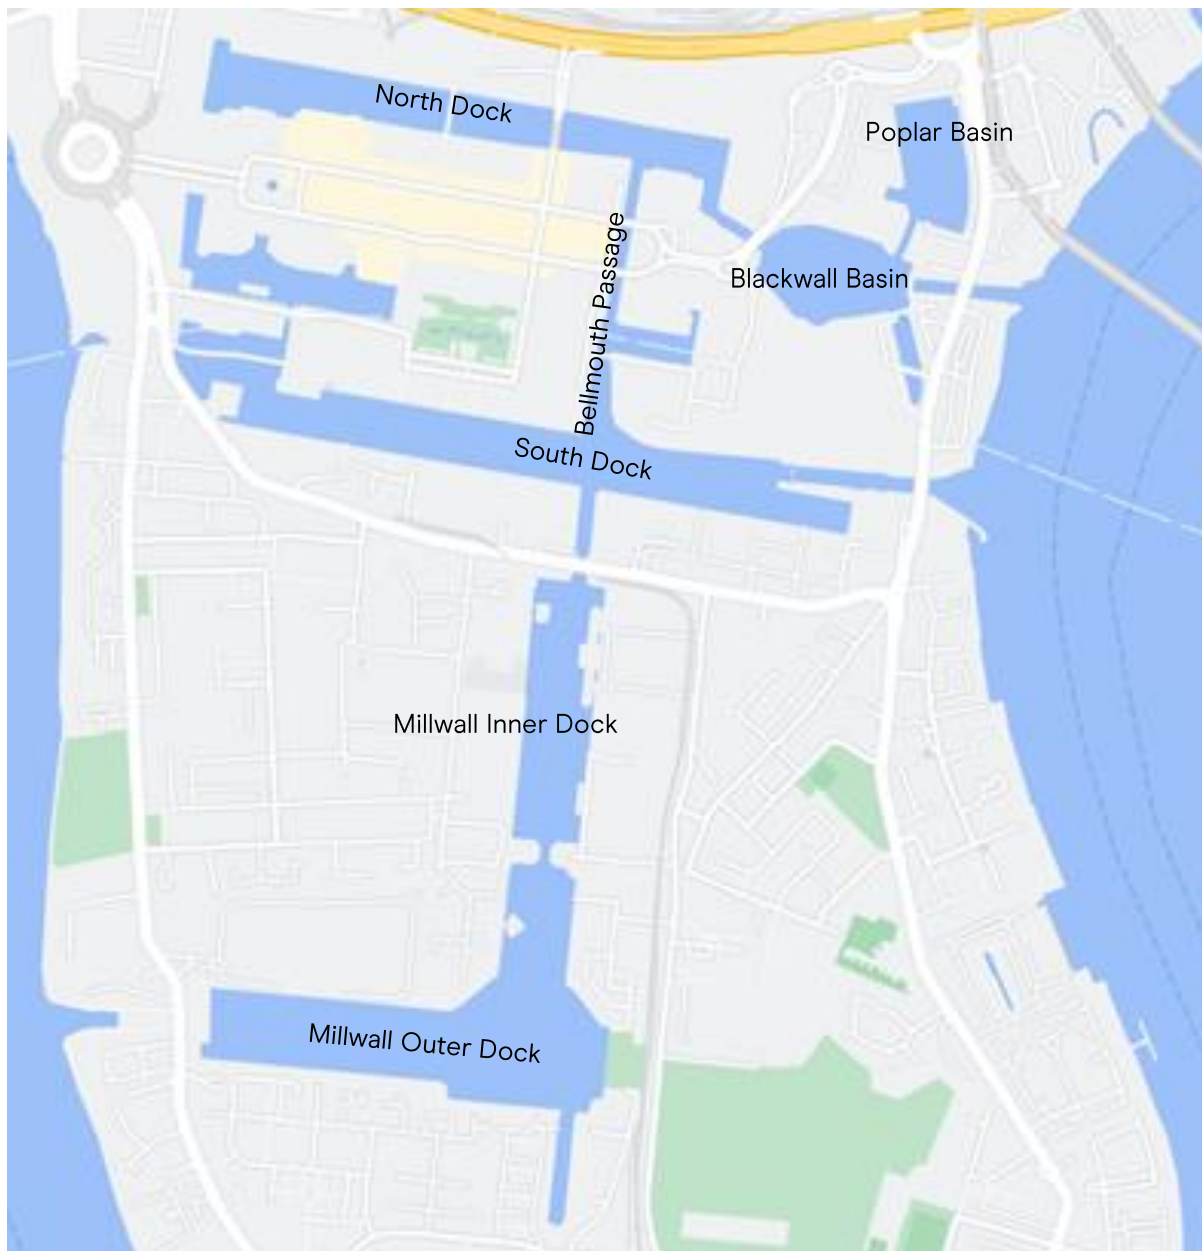 North Dock
Poplar Basin
Bellmouth Passage
Blackwall Basin
South Dock
Millwall Inner Dock
Millwall Outer Dock